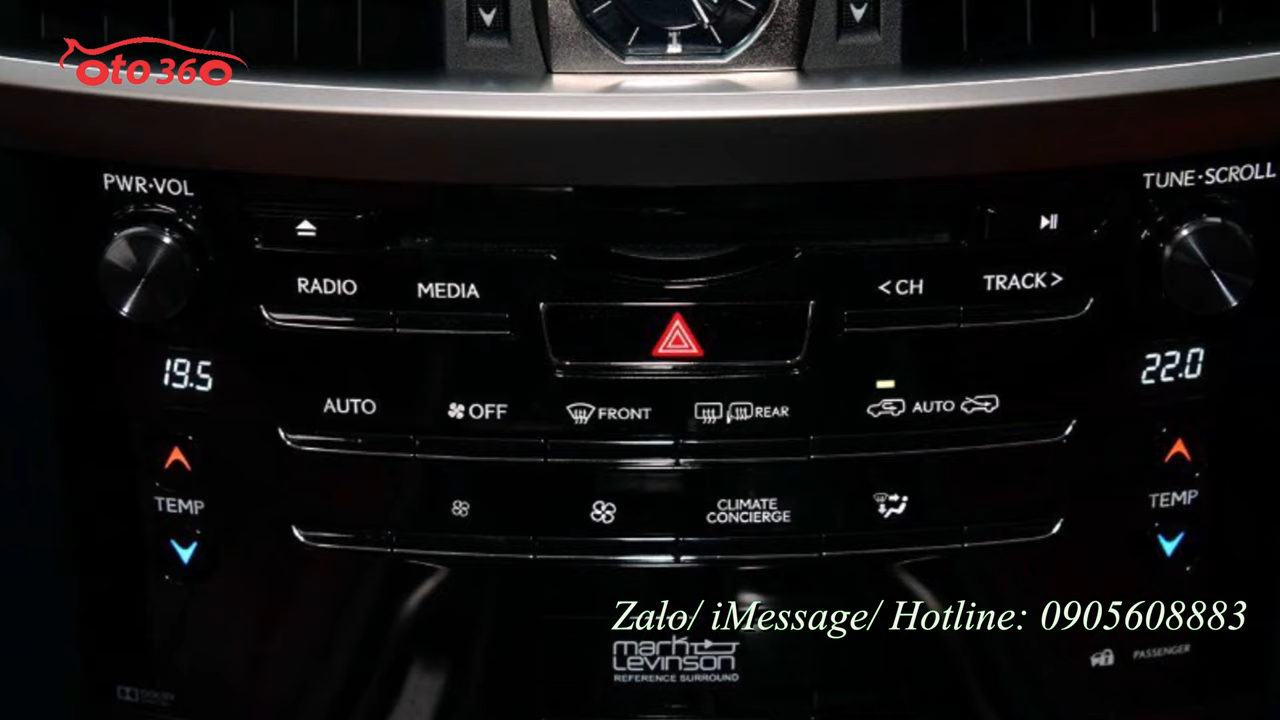 oto360
PWR·VOL
TUNE·SCROLL
RADIO
MEDIA
< CH
TRACK >
19.5
22.0
AUTO
OFF
FRONT
REAR
AUTO
TEMP
CLIMATE
CONCIERGE
TEMP
Zalo/ iMessage/ Hotline: 0905608883
mark
Levinson
REFERENCE SURROUND
PASSENGER
DOLBY